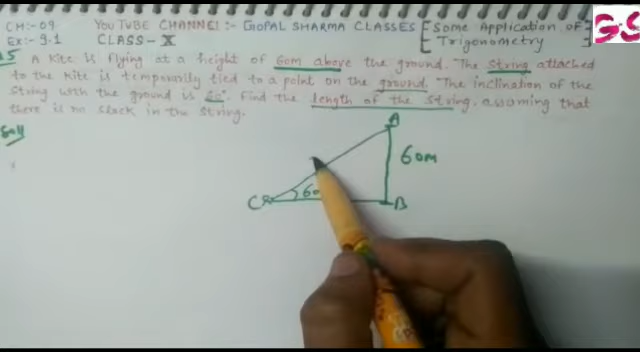 CH:-09 YOUTUBE CHANNEL:- GOPAL SHARMA CLASSES [Some Application of]
EX:-9.1 CLASS-X [Trigonometry]
GS
A kite is flying at a height of 60m above the ground. The string attached
to the kite is temporarily tied to a point on the ground. The inclination of the
string with the ground is 60°. Find the length of the string, assuming that
there is no slack in the string.
Sol4
A
60m
C 60 B